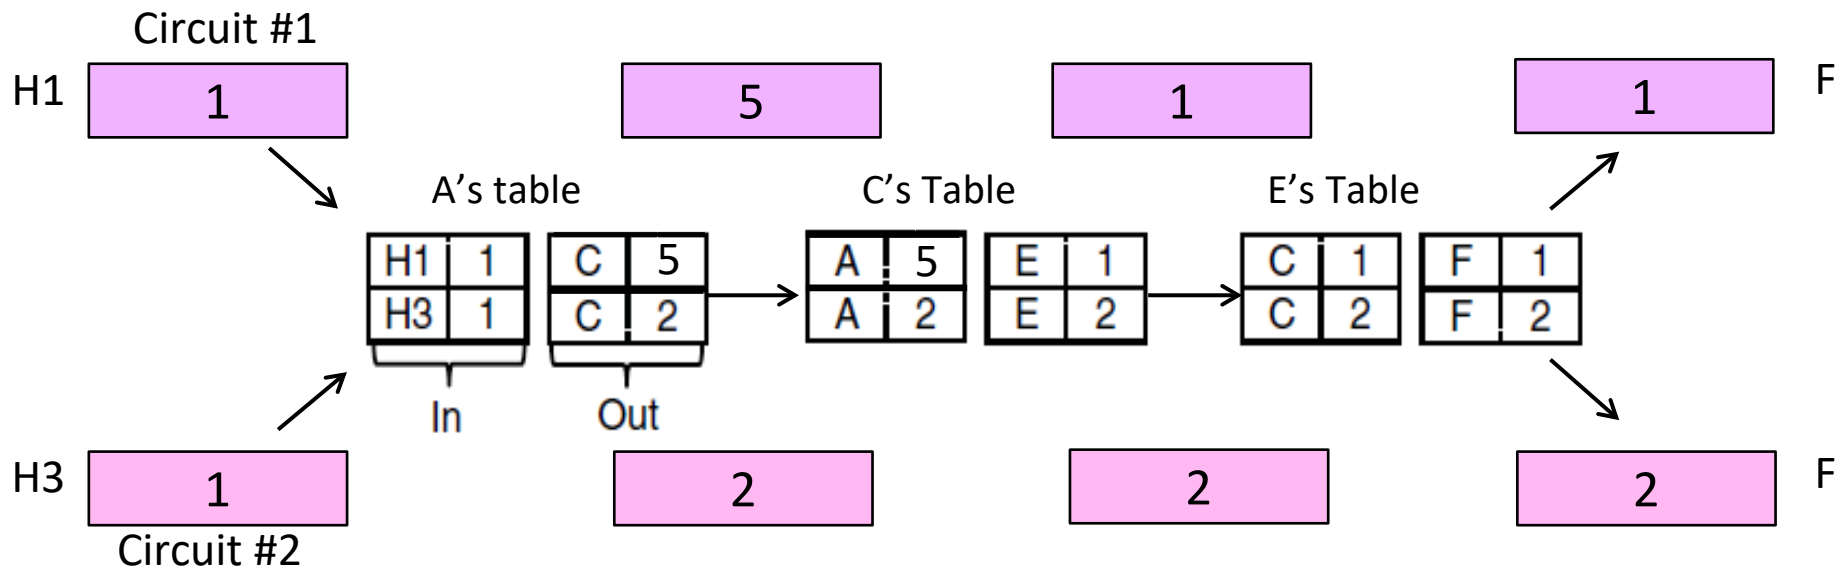 Circuit #1
H1 1 5 1 1 F
A’s table C’s Table E’s Table
H1 1 C 5 A 5 E 1 C 1 F 1
H3 1 C 2 A 2 E 2 C 2 F 2
In Out
H3 1 2 2 2 F
Circuit #2